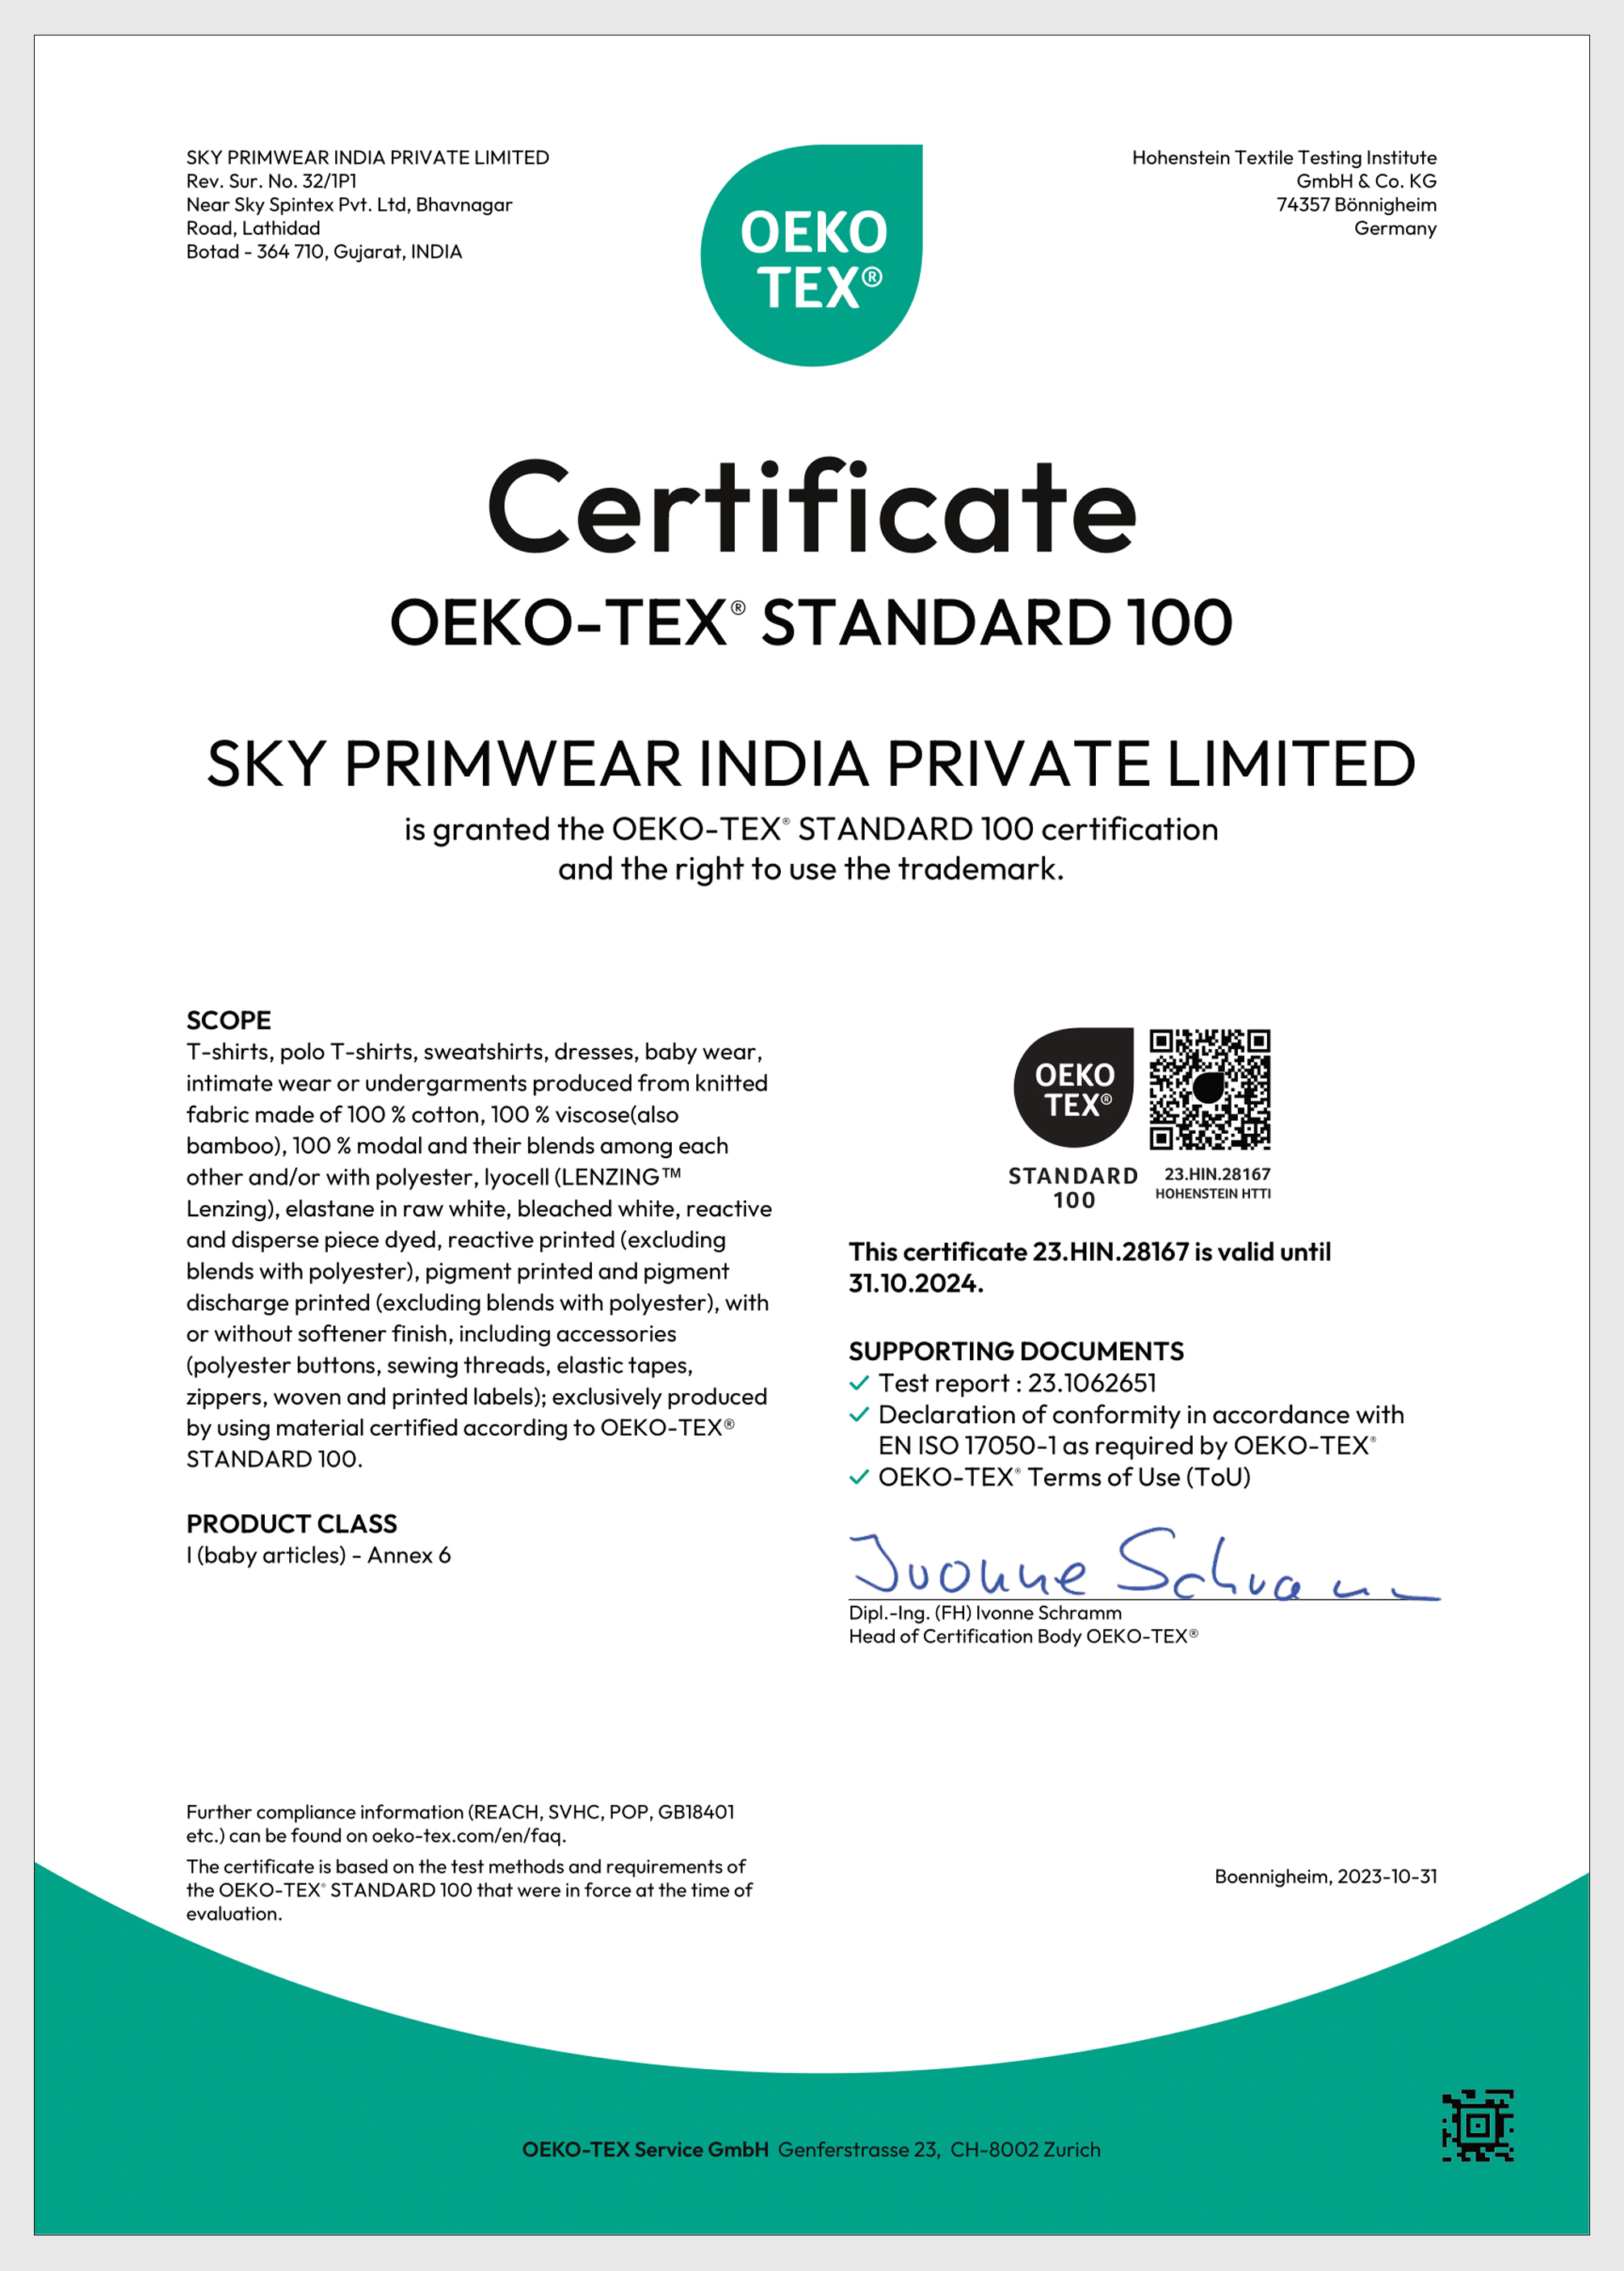 SKY PRIMWEAR INDIA PRIVATE LIMITED
Rev. Sur. No. 32/1P1
Near Sky Spintex Pvt. Ltd, Bhavnagar
Road, Lathidad
Botad - 364 710, Gujarat, INDIA
OEKO
TEX®
Hohenstein Textile Testing Institute
GmbH & Co. KG
74357 Bönnigheim
Germany
Certificate
OEKO-TEX® STANDARD 100
SKY PRIMWEAR INDIA PRIVATE LIMITED
is granted the OEKO-TEX® STANDARD 100 certification
and the right to use the trademark.
SCOPE
T-shirts, polo T-shirts, sweatshirts, dresses, baby wear,
intimate wear or undergarments produced from knitted
fabric made of 100 % cotton, 100 % viscose(also
bamboo), 100 % modal and their blends among each
other and/or with polyester, lyocell (LENZING™
Lenzing), elastane in raw white, bleached white, reactive
and disperse piece dyed, reactive printed (excluding
blends with polyester), pigment printed and pigment
discharge printed (excluding blends with polyester), with
or without softener finish, including accessories
(polyester buttons, sewing threads, elastic tapes,
zippers, woven and printed labels); exclusively produced
by using material certified according to OEKO-TEX®
STANDARD 100.
PRODUCT CLASS
I (baby articles) - Annex 6
OEKO
TEX®
STANDARD
100
23.HIN.28167
HOHENSTEIN HTTI
This certificate 23.HIN.28167 is valid until
31.10.2024.
SUPPORTING DOCUMENTS
✓ Test report : 23.1062651
✓ Declaration of conformity in accordance with
EN ISO 17050-1 as required by OEKO-TEX®
✓ OEKO-TEX® Terms of Use (ToU)
Ivonne Schramm
Dipl.-Ing. (FH) Ivonne Schramm
Head of Certification Body OEKO-TEX®
Further compliance information (REACH, SVHC, POP, GB18401
etc.) can be found on oeko-tex.com/en/faq.
The certificate is based on the test methods and requirements of
the OEKO-TEX® STANDARD 100 that were in force at the time of
evaluation.
Boennigheim, 2023-10-31
OEKO-TEX Service GmbH Genferstrasse 23, CH-8002 Zurich